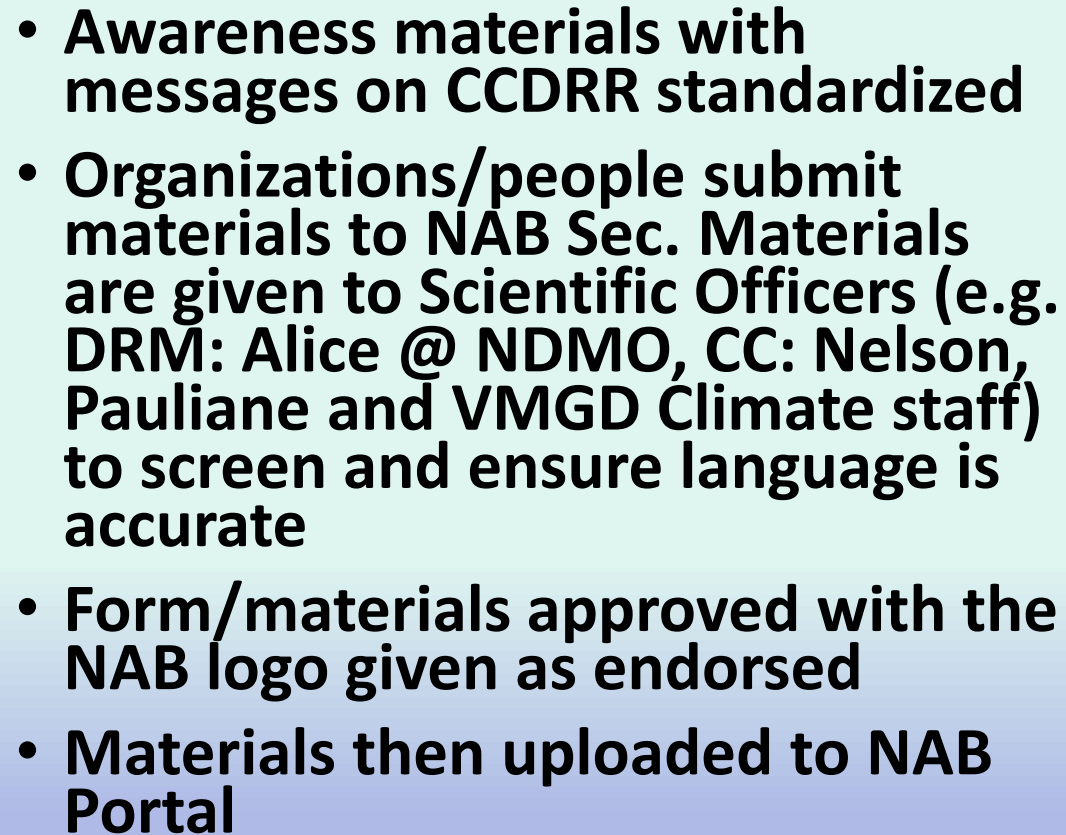 • Awareness materials with
messages on CCDRR standardized
• Organizations/people submit
materials to NAB Sec. Materials
are given to Scientific Officers (e.g.
DRM: Alice @ NDMO, CC: Nelson,
Pauliane and VMGD Climate staff)
to screen and ensure language is
accurate
• Form/materials approved with the
NAB logo given as endorsed
• Materials then uploaded to NAB
Portal